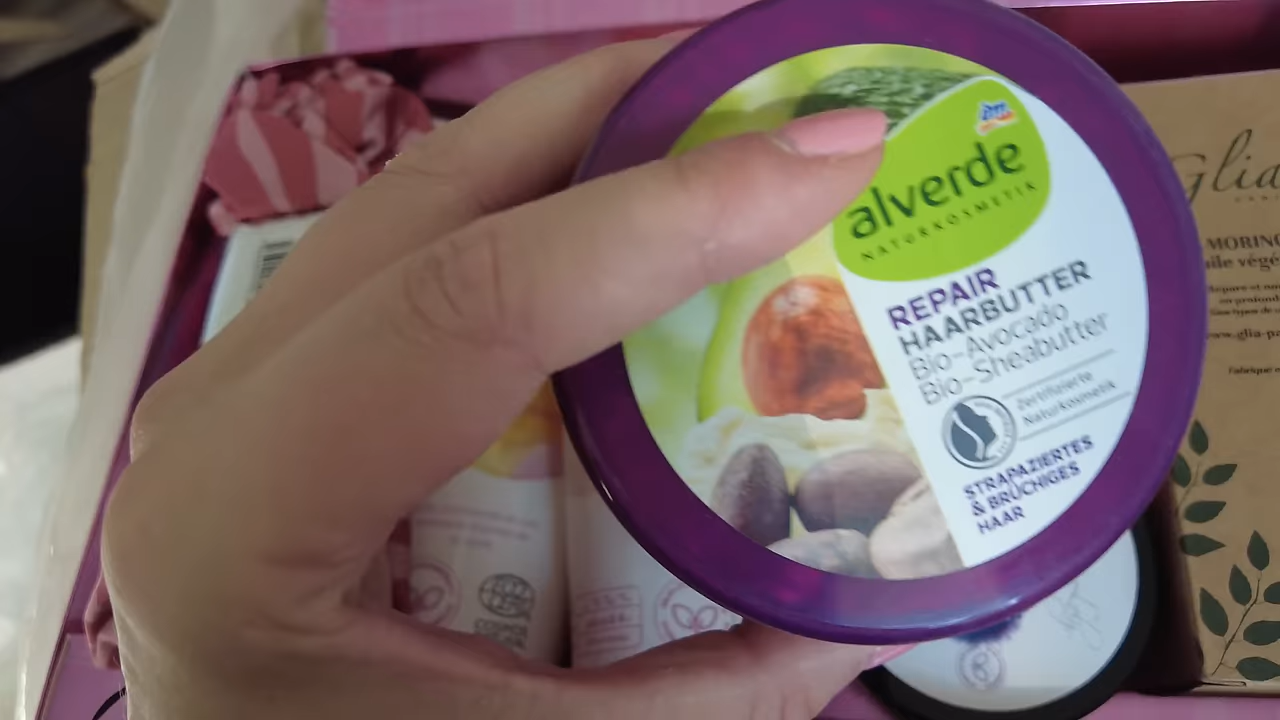 dm
alverde
NATURKOSMETIK
REPAIR
HAARBUTTER
Bio-Avocado
Bio-Sheabutter
Zertifizierte
Naturkosmetik
STRAPAZIERTES
& BRÜCHIGES
HAAR
Glia
MORING